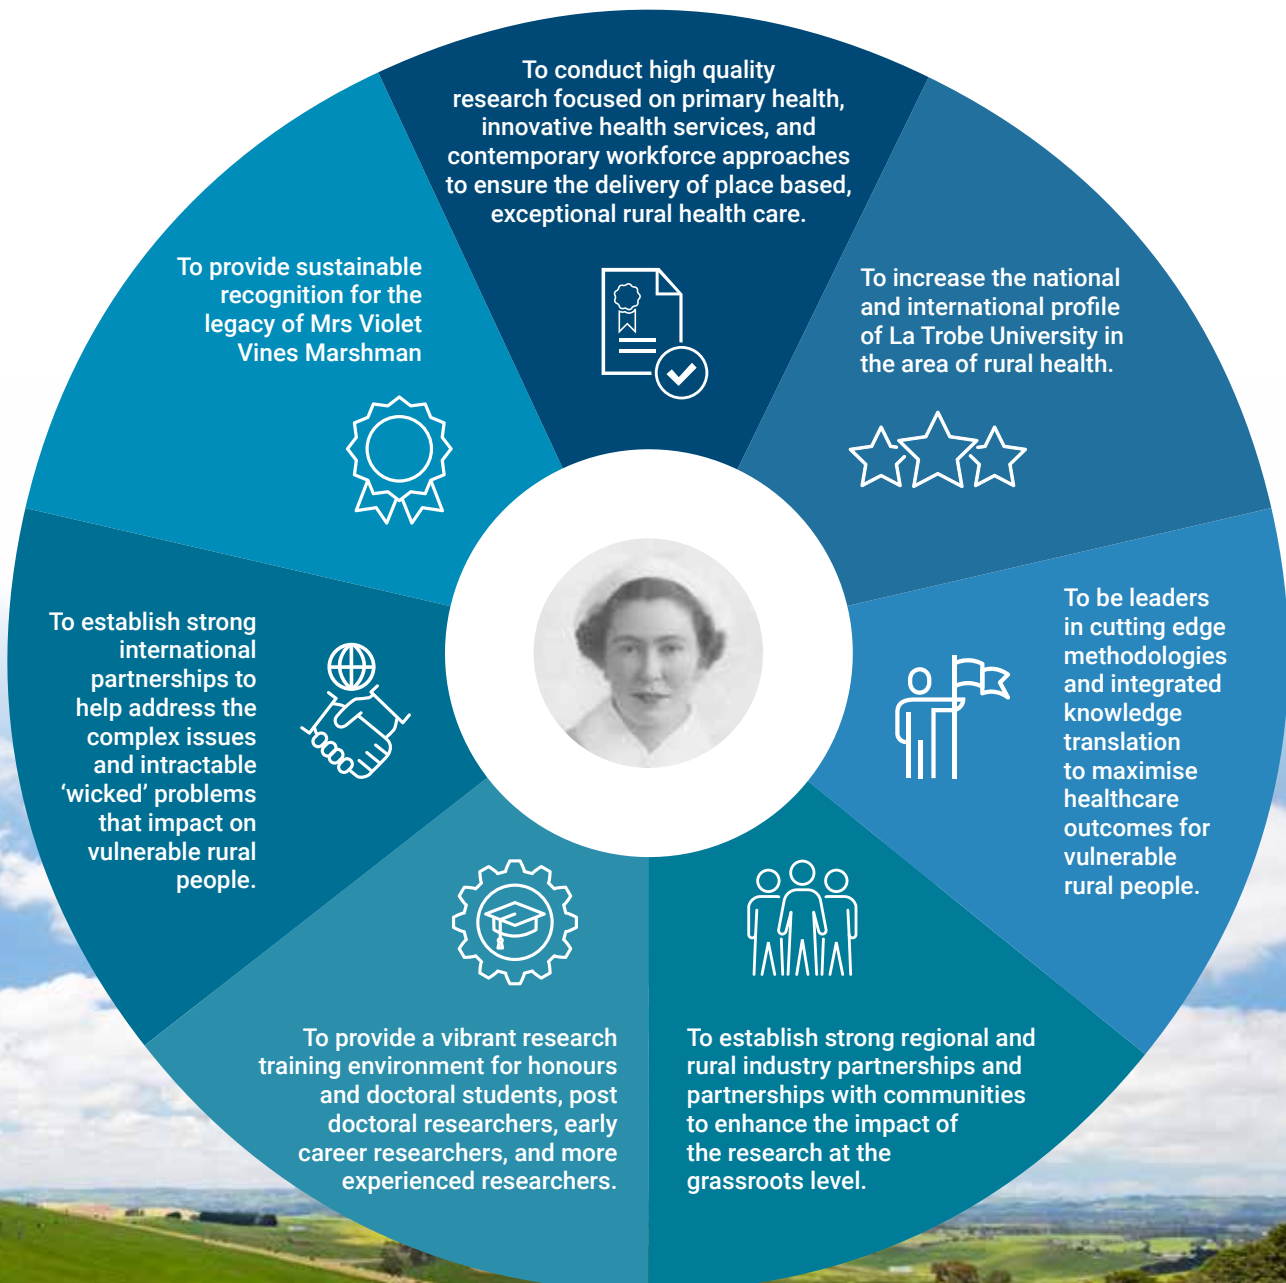 To conduct high quality
research focused on primary health,
innovative health services, and
contemporary workforce approaches
to ensure the delivery of place based,
exceptional rural health care.
To increase the national
and international profile
of La Trobe University in
the area of rural health.
To be leaders
in cutting edge
methodologies
and integrated
knowledge
translation
to maximise
healthcare
outcomes for
vulnerable
rural people.
To establish strong regional and
rural industry partnerships and
partnerships with communities
to enhance the impact of
the research at the
grassroots level.
To provide a vibrant research
training environment for honours
and doctoral students, post
doctoral researchers, early
career researchers, and more
experienced researchers.
To establish strong
international
partnerships to
help address the
complex issues
and intractable
‘wicked’ problems
that impact on
vulnerable rural
people.
To provide sustainable
recognition for the
legacy of Mrs Violet
Vines Marshman